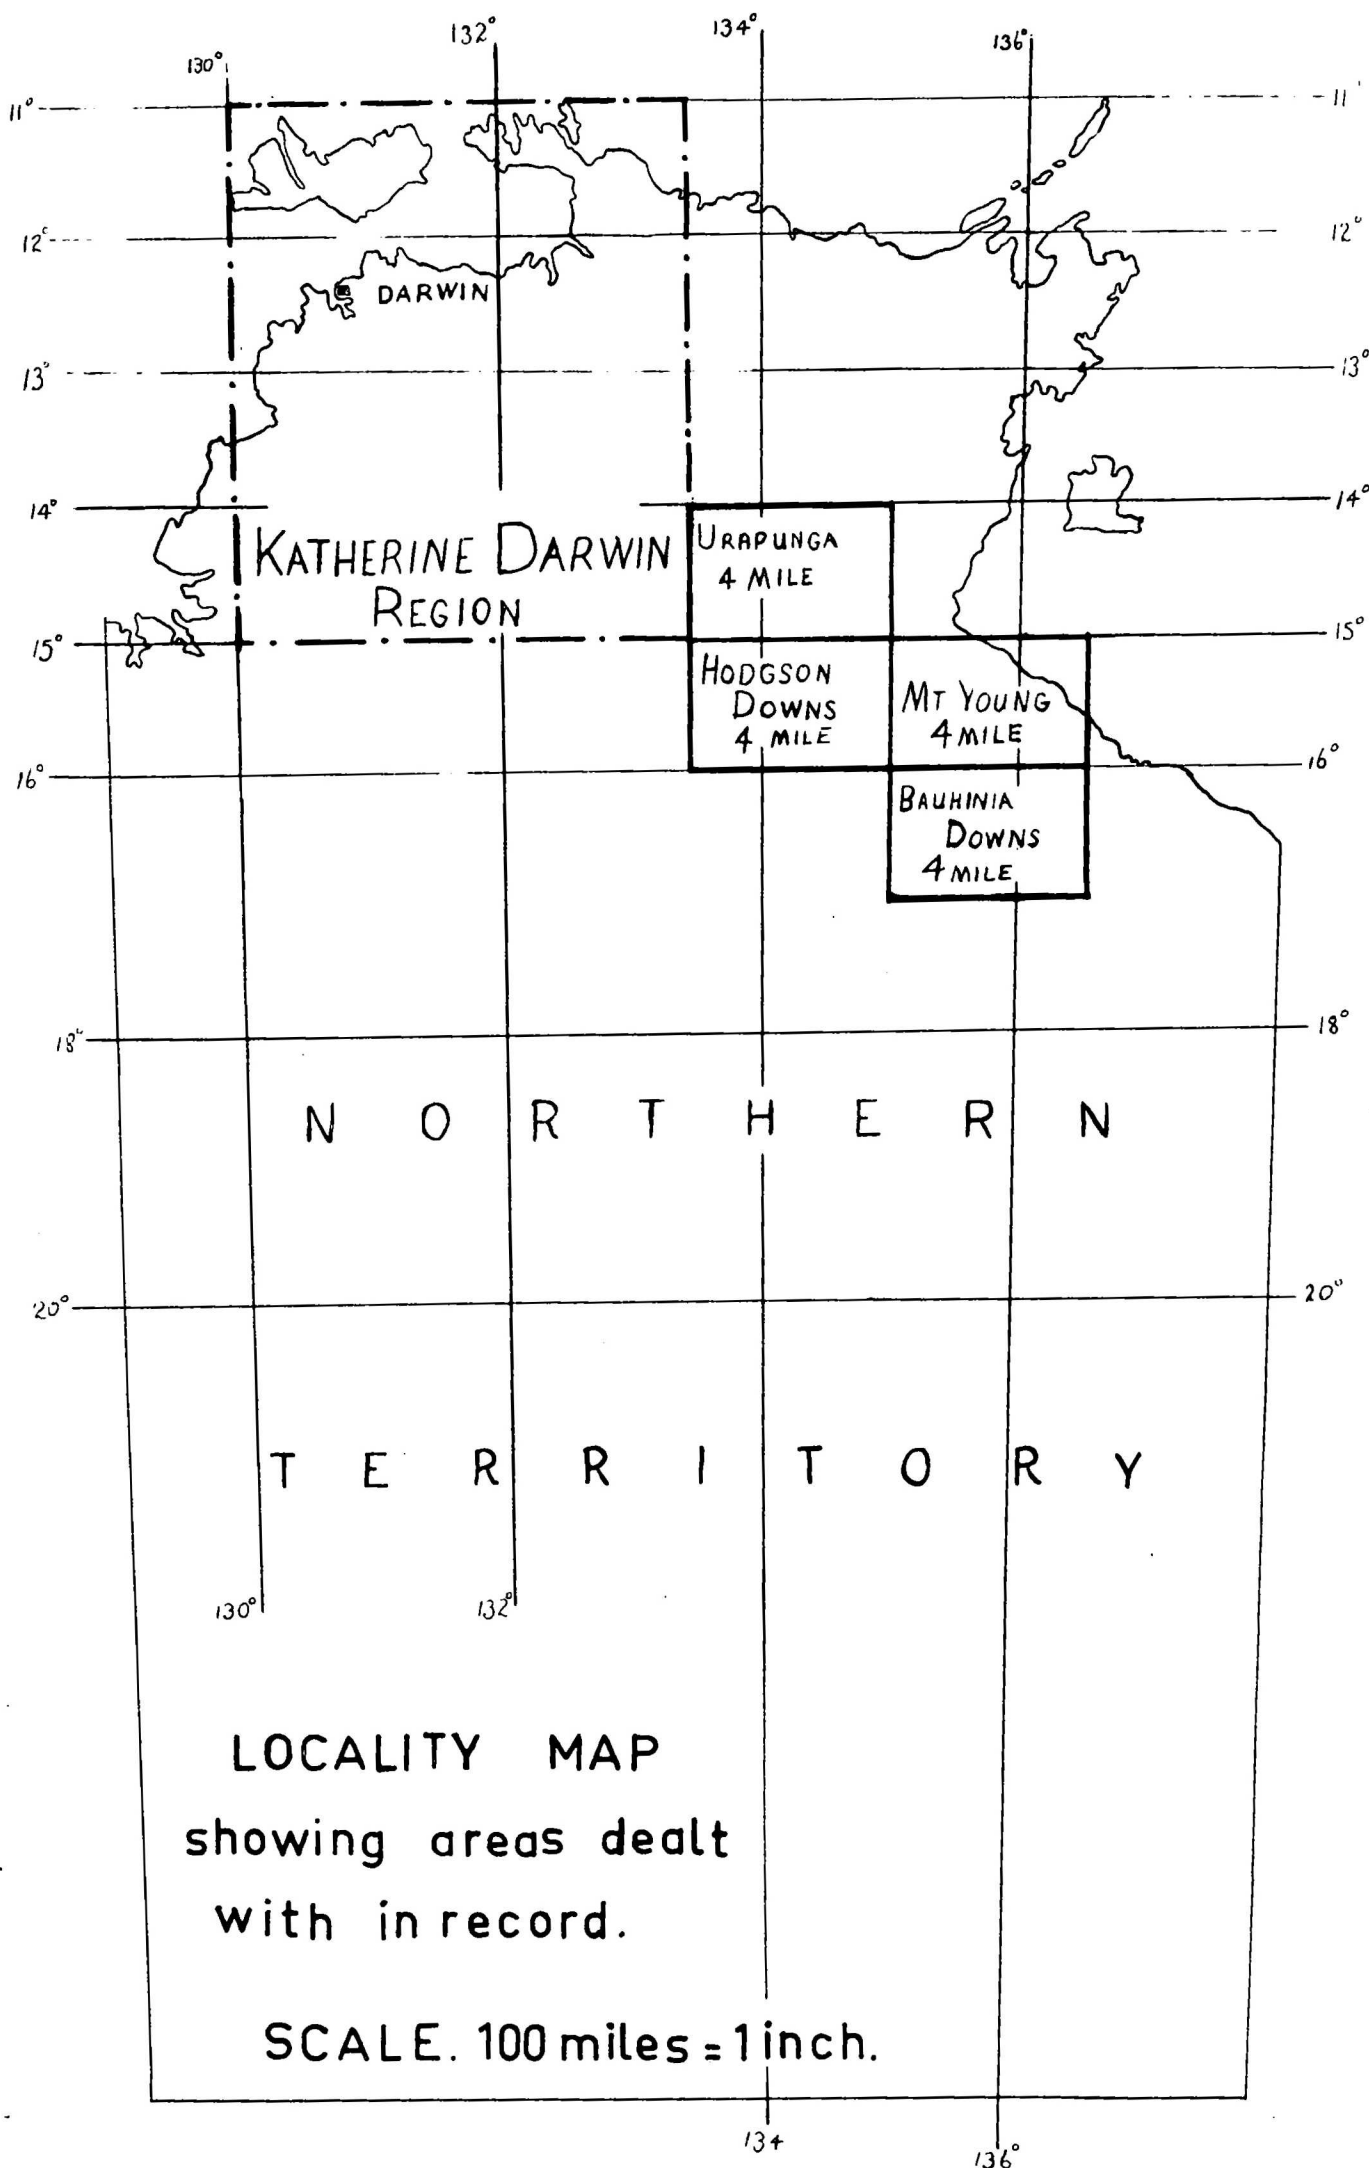 130°
132°
134°
136°
11°
11°
12°
12°
DARWIN
13°
13°
14°
14°
KATHERINE DARWIN
REGION
URAPUNGA
4 MILE
15°
15°
HODGSON
DOWNS
4 MILE
MT YOUNG
4 MILE
16°
16°
BAUHINIA
DOWNS
4 MILE
18°
18°
NORTHERN
20°
20°
TERRITORY
130°
132°
LOCALITY MAP
showing areas dealt
with in record.
SCALE. 100 miles = 1 inch.
134
136°